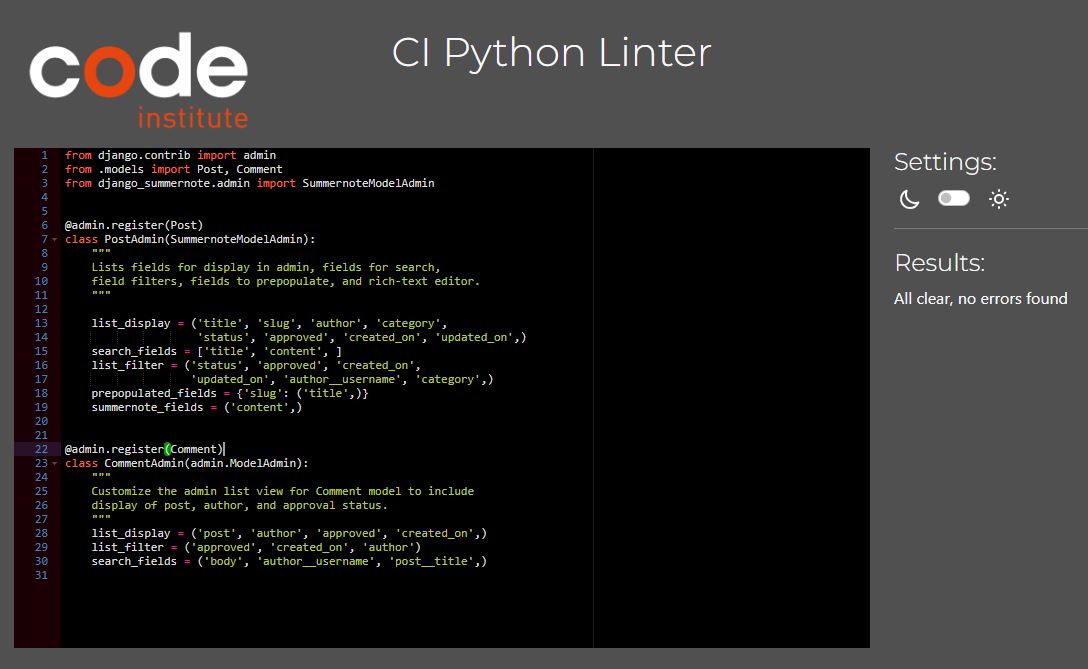 code
institute
CI Python Linter
1 from django.contrib import admin
2 from .models import Post, Comment
3 from django_summernote.admin import SummernoteModelAdmin
4
5
6 @admin.register(Post)
7 class PostAdmin(SummernoteModelAdmin):
8     """
9     Lists fields for display in admin, fields for search,
10     field filters, fields to prepopulate, and rich-text editor.
11     """
12
13     list_display = ('title', 'slug', 'author', 'category',
14                     'status', 'approved', 'created_on', 'updated_on',)
15     search_fields = ['title', 'content', ]
16     list_filter = ('status', 'approved', 'created_on',
17                    'updated_on', 'author__username', 'category',)
18     prepopulated_fields = {'slug': ('title',)}
19     summernote_fields = ('content',)
20
21
22 @admin.register(Comment)
23 class CommentAdmin(admin.ModelAdmin):
24     """
25     Customize the admin list view for Comment model to include
26     display of post, author, and approval status.
27     """
28     list_display = ('post', 'author', 'approved', 'created_on',)
29     list_filter = ('approved', 'created_on', 'author')
30     search_fields = ('body', 'author__username', 'post__title',)
31
Settings:
Results:
All clear, no errors found